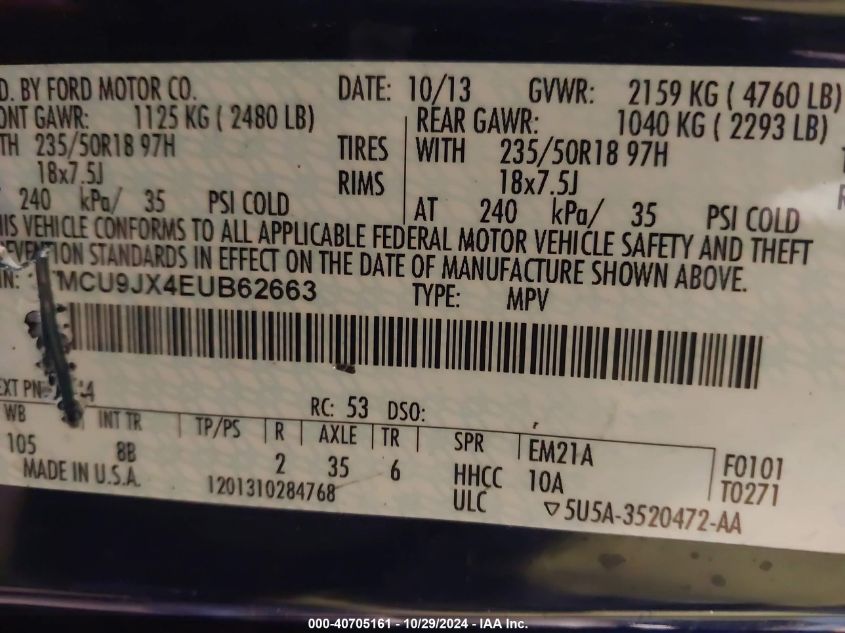 D. BY FORD MOTOR CO. DATE: 10/13 GVWR: 2159 KG ( 4760 LB)
ONT GAWR: 1125 KG ( 2480 LB) REAR GAWR: 1040 KG ( 2293 LB)
TH 235/50R18 97H TIRES WITH 235/50R18 97H
18x7.5J RIMS 18x7.5J
240 kPa/ 35 PSI COLD AT 240 kPa/ 35 PSI COLD
HIS VEHICLE CONFORMS TO ALL APPLICABLE FEDERAL MOTOR VEHICLE SAFETY AND THEFT
EVENTION STANDARDS IN EFFECT ON THE DATE OF MANUFACTURE SHOWN ABOVE.
IN: MCU9JX4EUB62663 TYPE: MPV
EXT PN 4 RC: 53 DSO:
WB INT TR TP/PS R AXLE TR SPR EM21A F0101
105 8B 2 35 6 HHCC 10A T0271
MADE IN U.S.A. 1201310284768 ULC ▽5U5A-3520472-AA
000-40705161 - 10/29/2024 - IAA Inc.